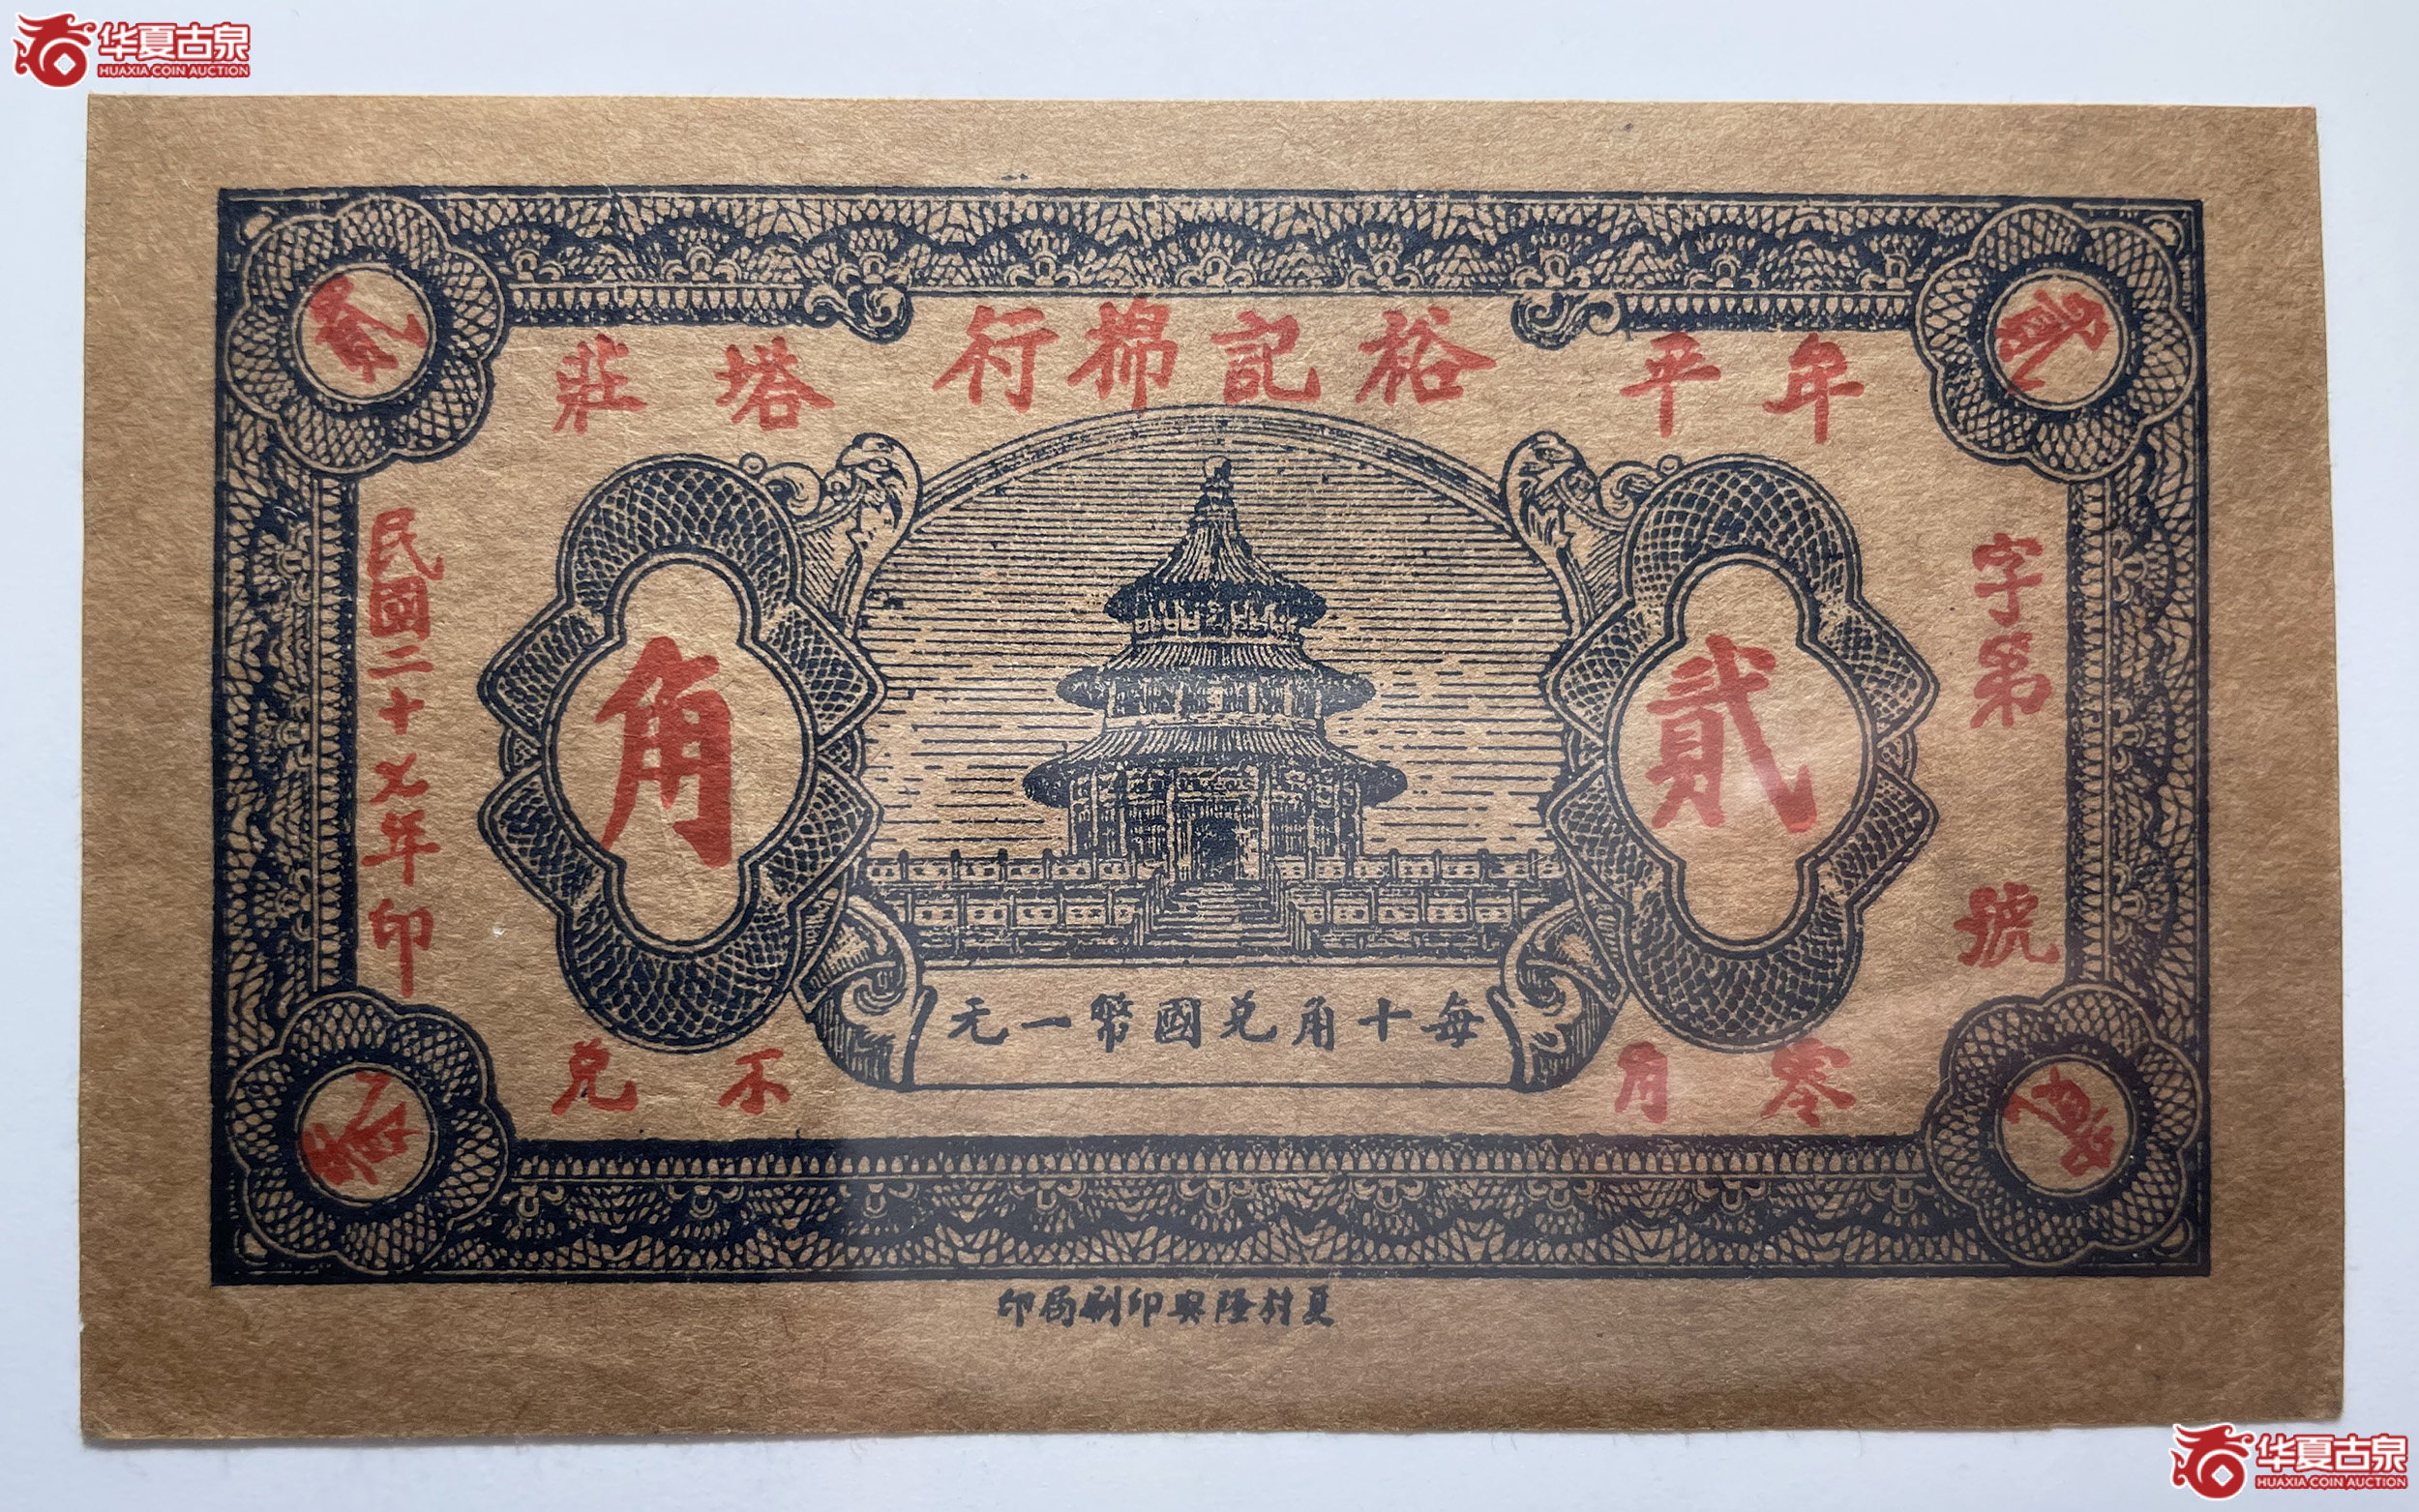 华夏古泉
HUAXIA COIN AUCTION
牟平
裕記棉行
塔莊
貳
貳
字第
號
貳
角
民國二十七年印
每十角兑國幣一元
零角
不兑
貳
貳
夏村隆興印刷局印
华夏古泉
HUAXIA COIN AUCTION